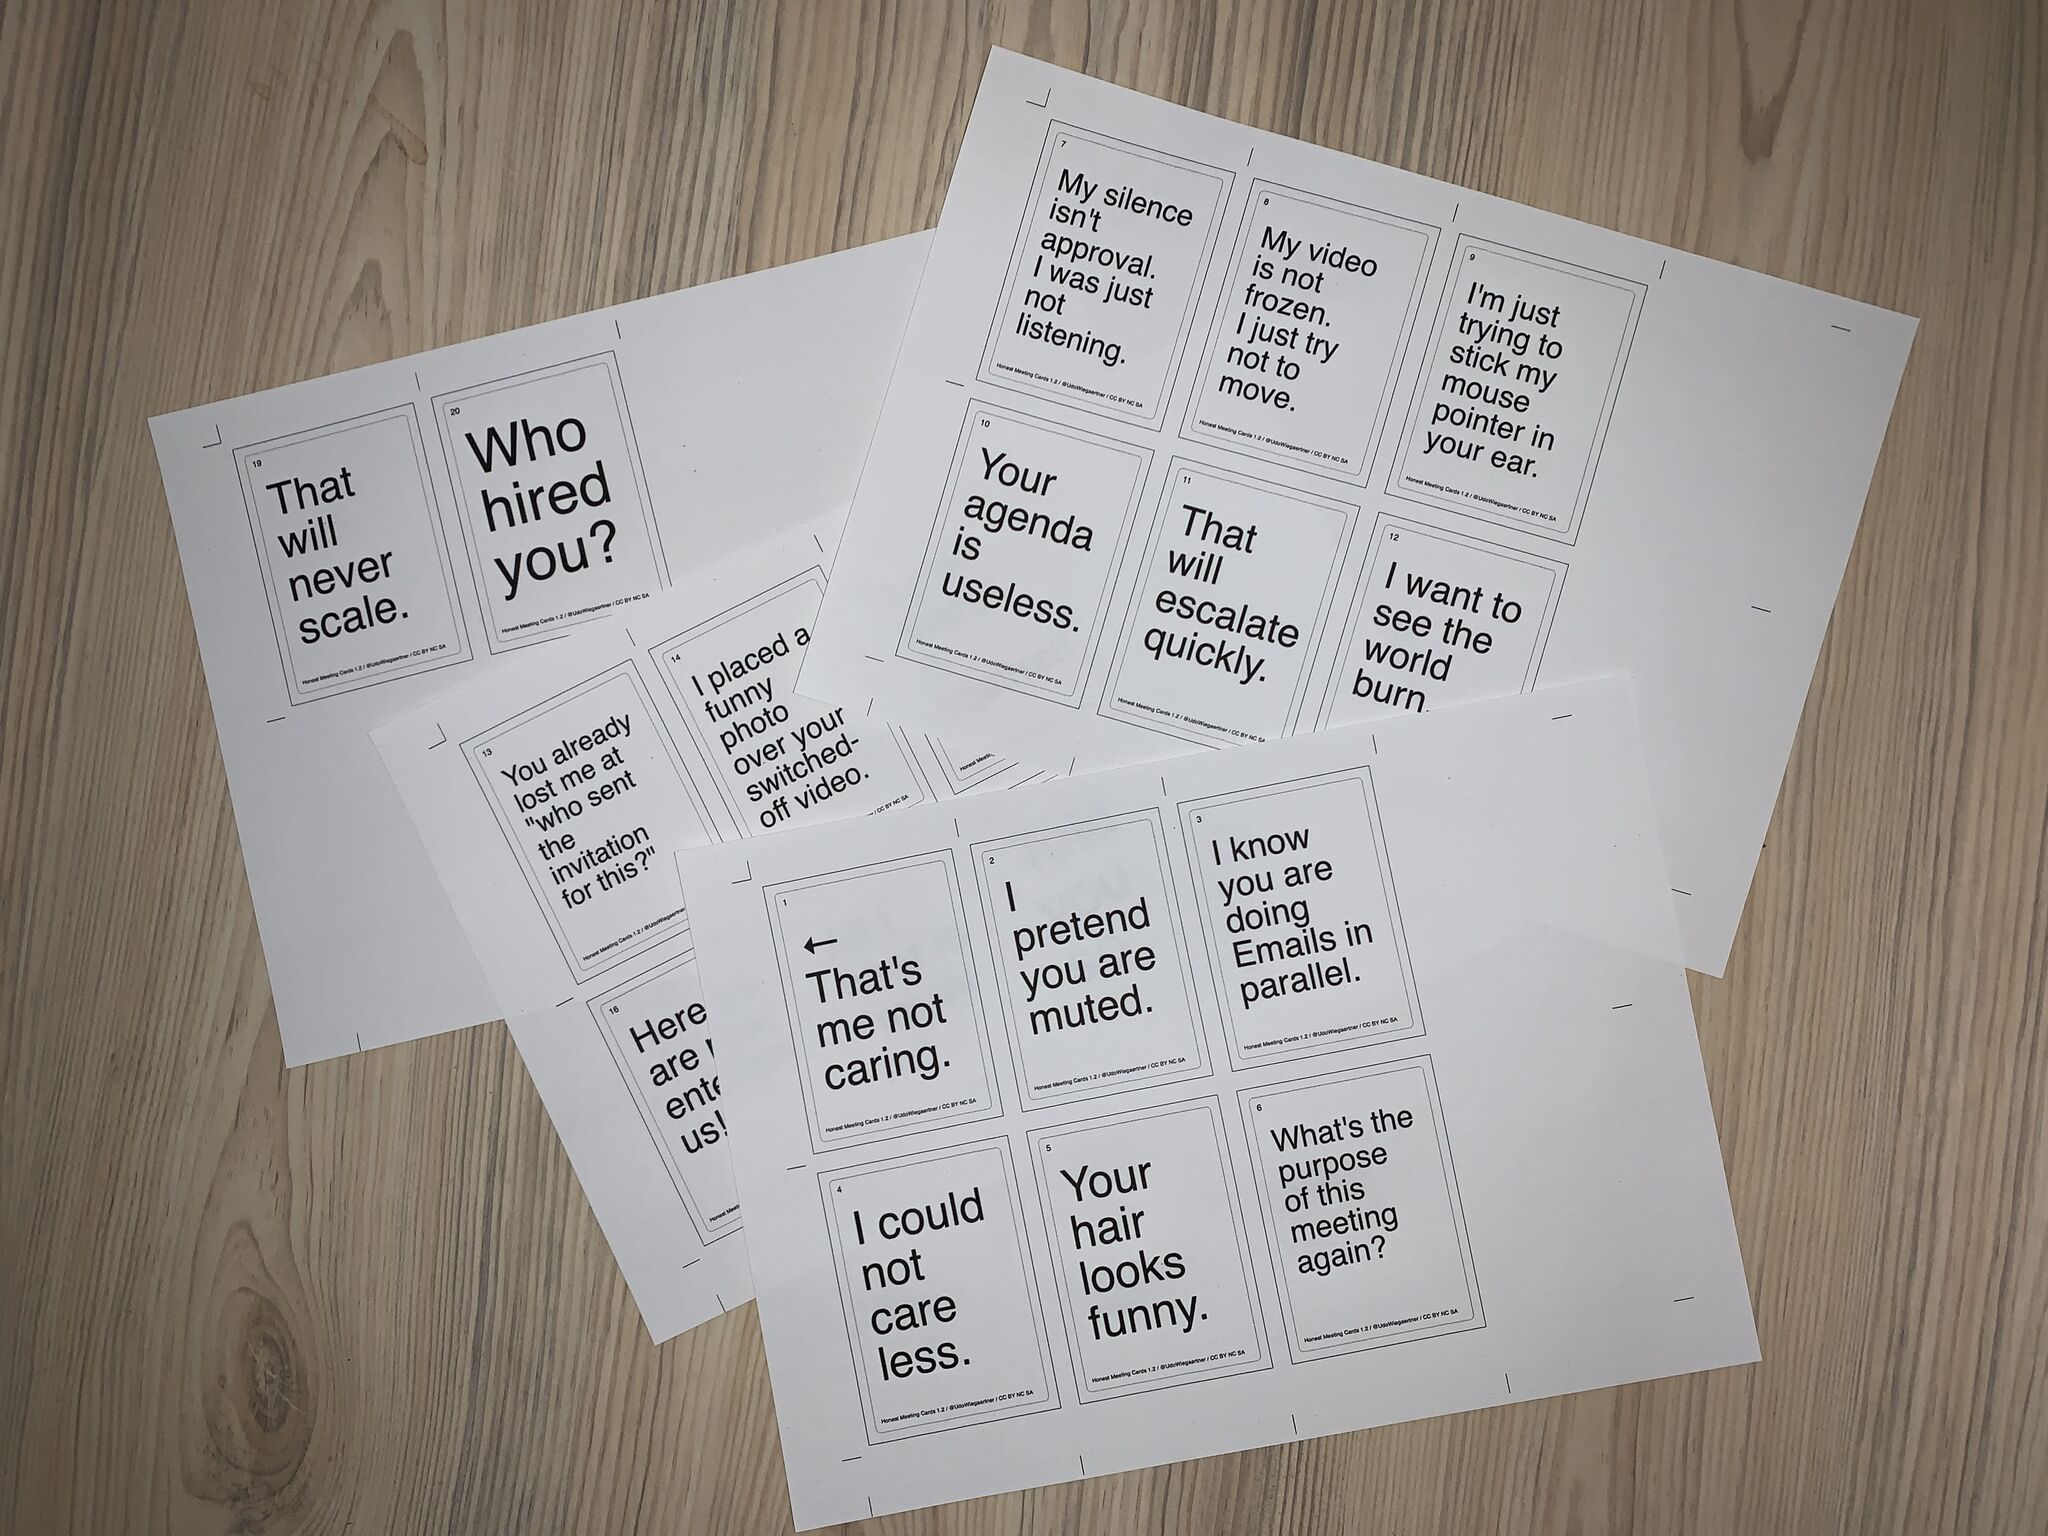 7
My silence
isn't
approval.
I was just
not
listening.
Honest Meeting Cards 1.2 / @UdoWiegaertner / CC BY NC SA
8
My video
is not
frozen.
I just try
not to
move.
Honest Meeting Cards 1.2 / @UdoWiegaertner / CC BY NC SA
9
I'm just
trying to
stick my
mouse
pointer in
your ear.
Honest Meeting Cards 1.2 / @UdoWiegaertner / CC BY NC SA
10
Your
agenda
is
useless.
Honest Meeting Cards 1.2 / @UdoWiegaertner / CC BY NC SA
11
That
will
escalate
quickly.
Honest Meeting Cards 1.2 / @UdoWiegaertner / CC BY NC SA
12
I want to
see the
world
burn.
19
That
will
never
scale.
Honest Meeting Cards 1.2 / @UdoWiegaertner / CC BY NC SA
20
Who
hired
you?
Honest Meeting Cards 1.2 / @UdoWiegaertner / CC BY NC SA
13
You already
lost me at
"who sent
the
invitation
for this?"
Honest Meeting Cards 1.2 / @UdoWiegaertner
14
I placed a
funny
photo
over your
switched-
off video.
/ CC BY NC SA
Honest
16
Here
are
us!
Honest
1
←
That's
me not
caring.
Honest Meeting Cards 1.2 / @UdoWiegaertner / CC BY NC SA
2
I
pretend
you are
muted.
Honest Meeting Cards 1.2 / @UdoWiegaertner / CC BY NC SA
3
I know
you are
doing
Emails in
parallel.
Honest Meeting Cards 1.2 / @UdoWiegaertner / CC BY NC SA
4
I could
not
care
less.
Honest Meeting Cards 1.2 / @UdoWiegaertner / CC BY NC SA
5
Your
hair
looks
funny.
Honest Meeting Cards 1.2 / @UdoWiegaertner / CC BY NC SA
6
What's the
purpose
of this
meeting
again?
Honest Meeting Cards 1.2 / @UdoWiegaertner / CC BY NC SA